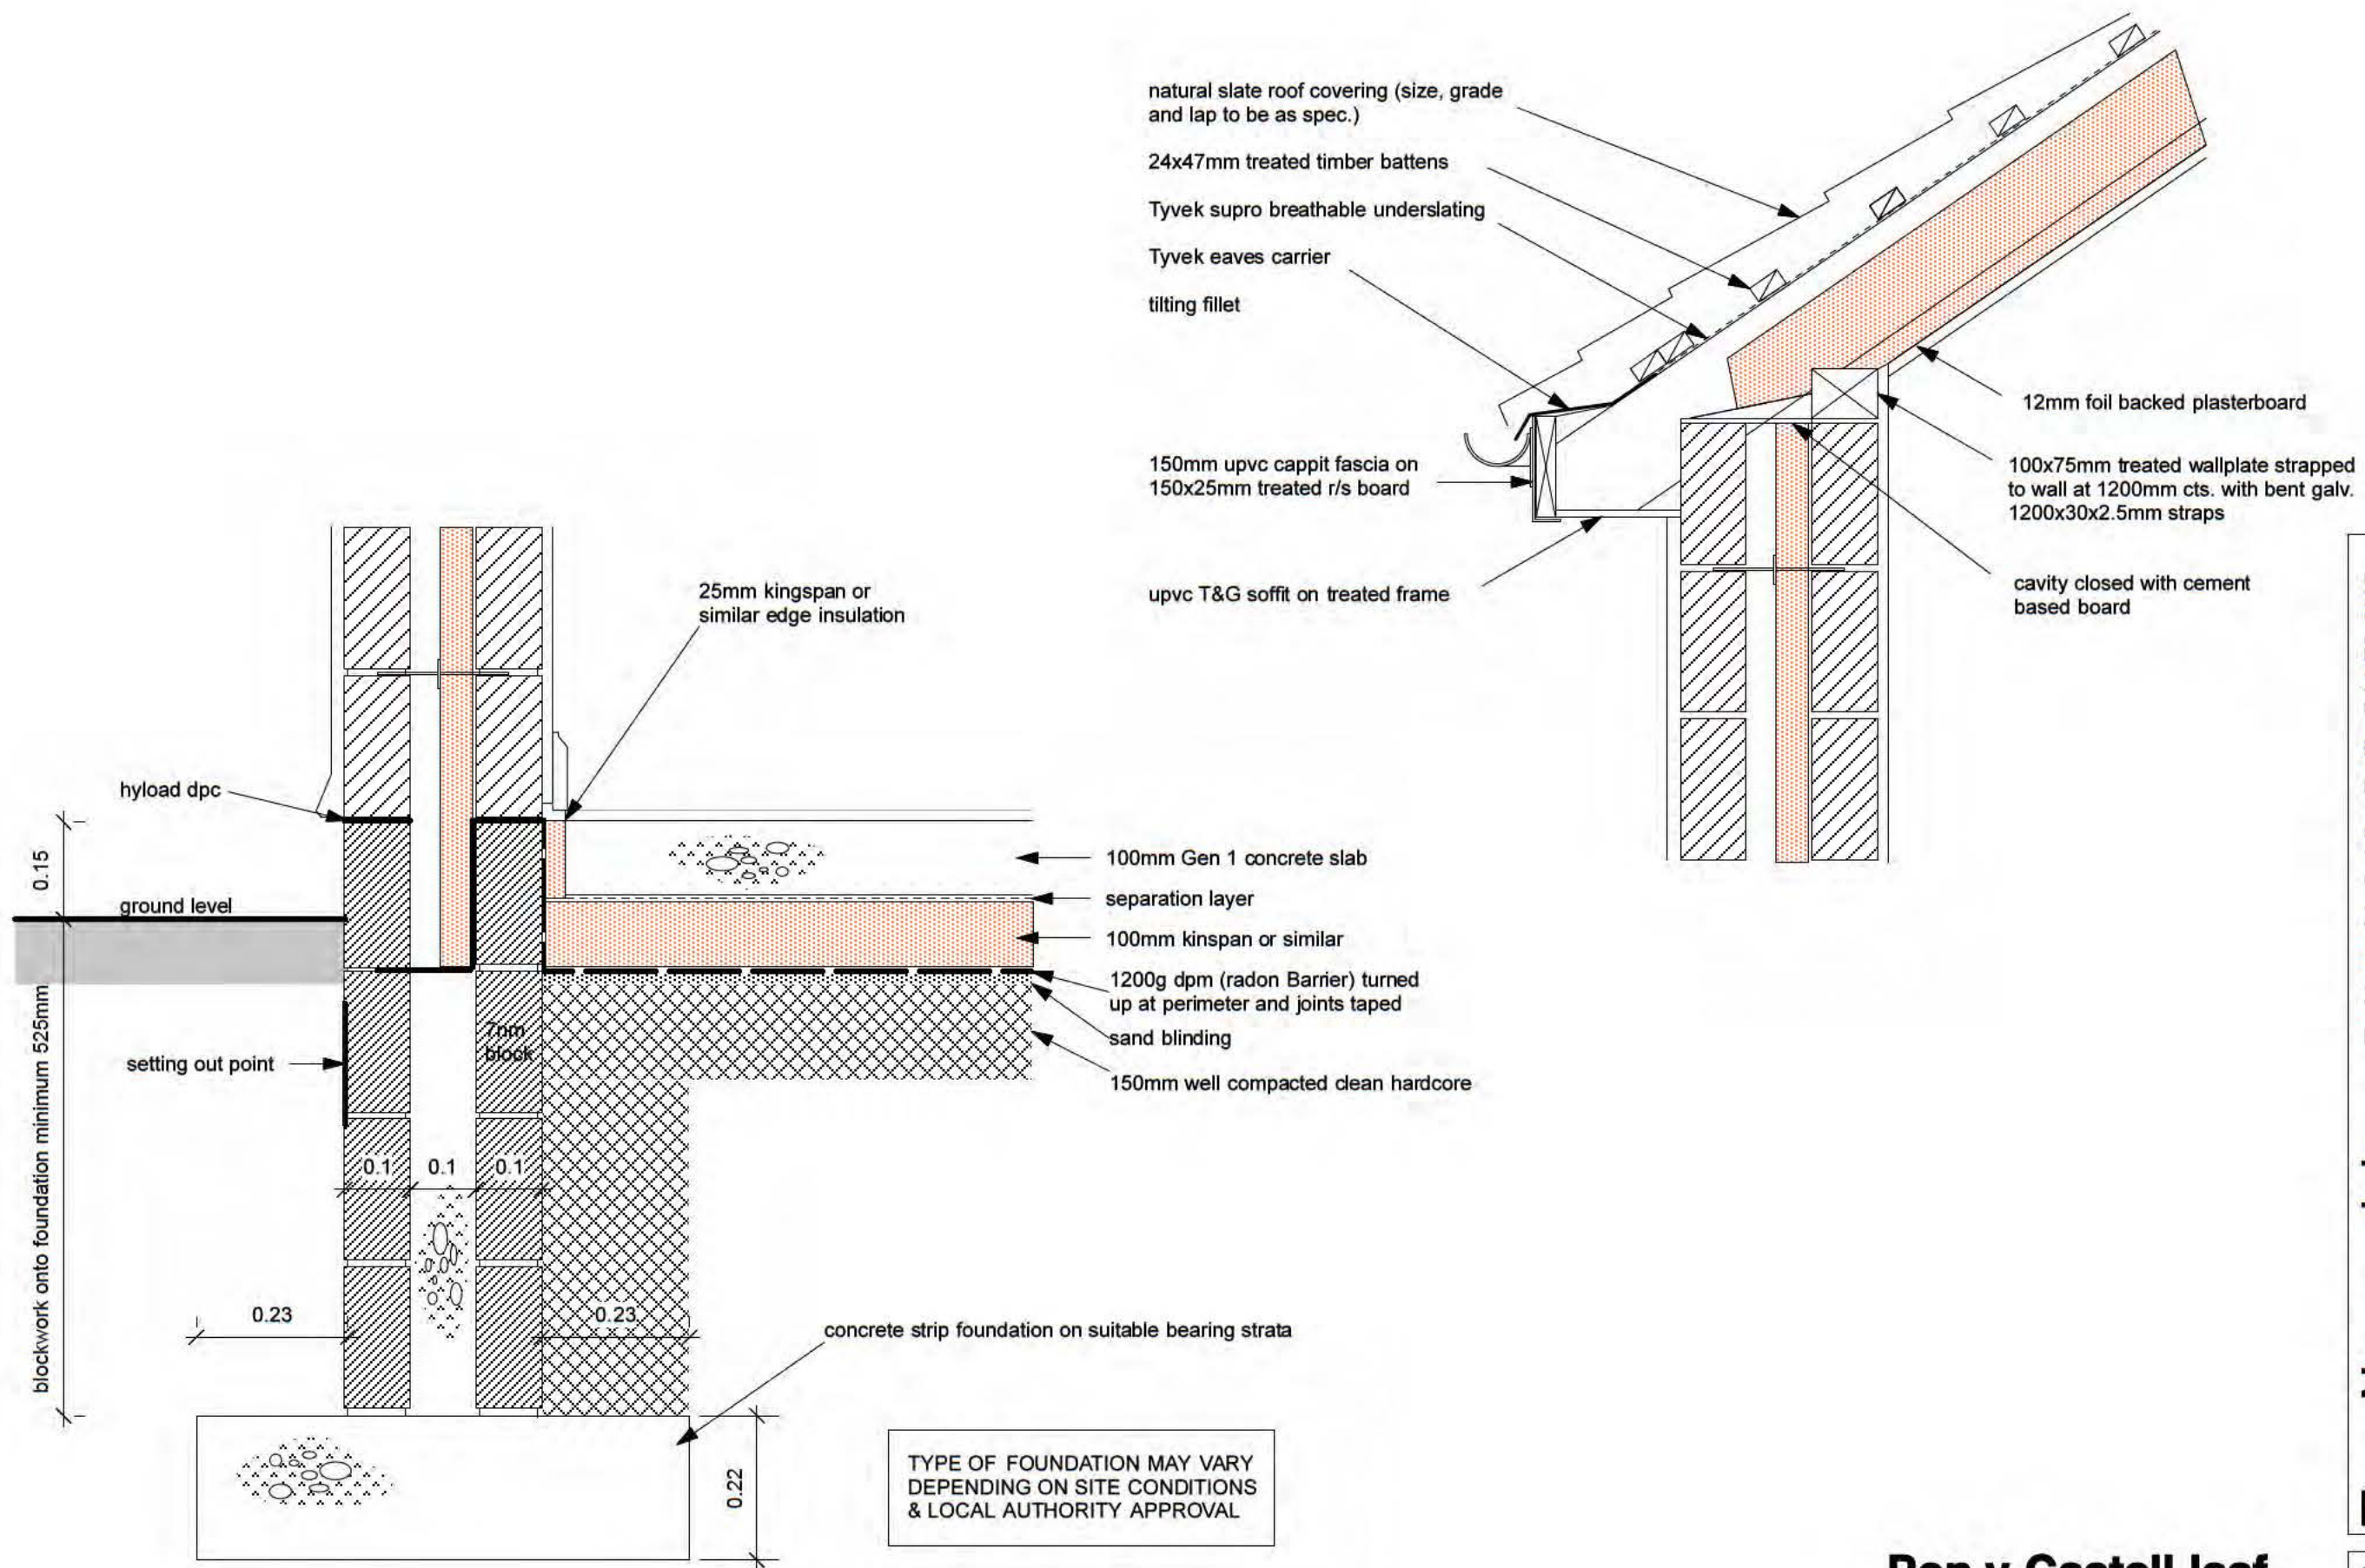 natural slate roof covering (size, grade
and lap to be as spec.)
24x47mm treated timber battens
Tyvek supro breathable underslating
Tyvek eaves carrier
tilting fillet
150mm upvc cappit fascia on
150x25mm treated r/s board
upvc T&G soffit on treated frame
12mm foil backed plasterboard
100x75mm treated wallplate strapped
to wall at 1200mm cts. with bent galv.
1200x30x2.5mm straps
cavity closed with cement
based board
25mm kingspan or
similar edge insulation
hyload dpc
0.15
ground level
blockwork onto foundation minimum 525mm
setting out point
7nm
block
100mm Gen 1 concrete slab
separation layer
100mm kinspan or similar
1200g dpm (radon Barrier) turned
up at perimeter and joints taped
sand blinding
150mm well compacted clean hardcore
0.1
0.1
0.1
0.23
0.23
concrete strip foundation on suitable bearing strata
0.22
TYPE OF FOUNDATION MAY VARY
DEPENDING ON SITE CONDITIONS
& LOCAL AUTHORITY APPROVAL